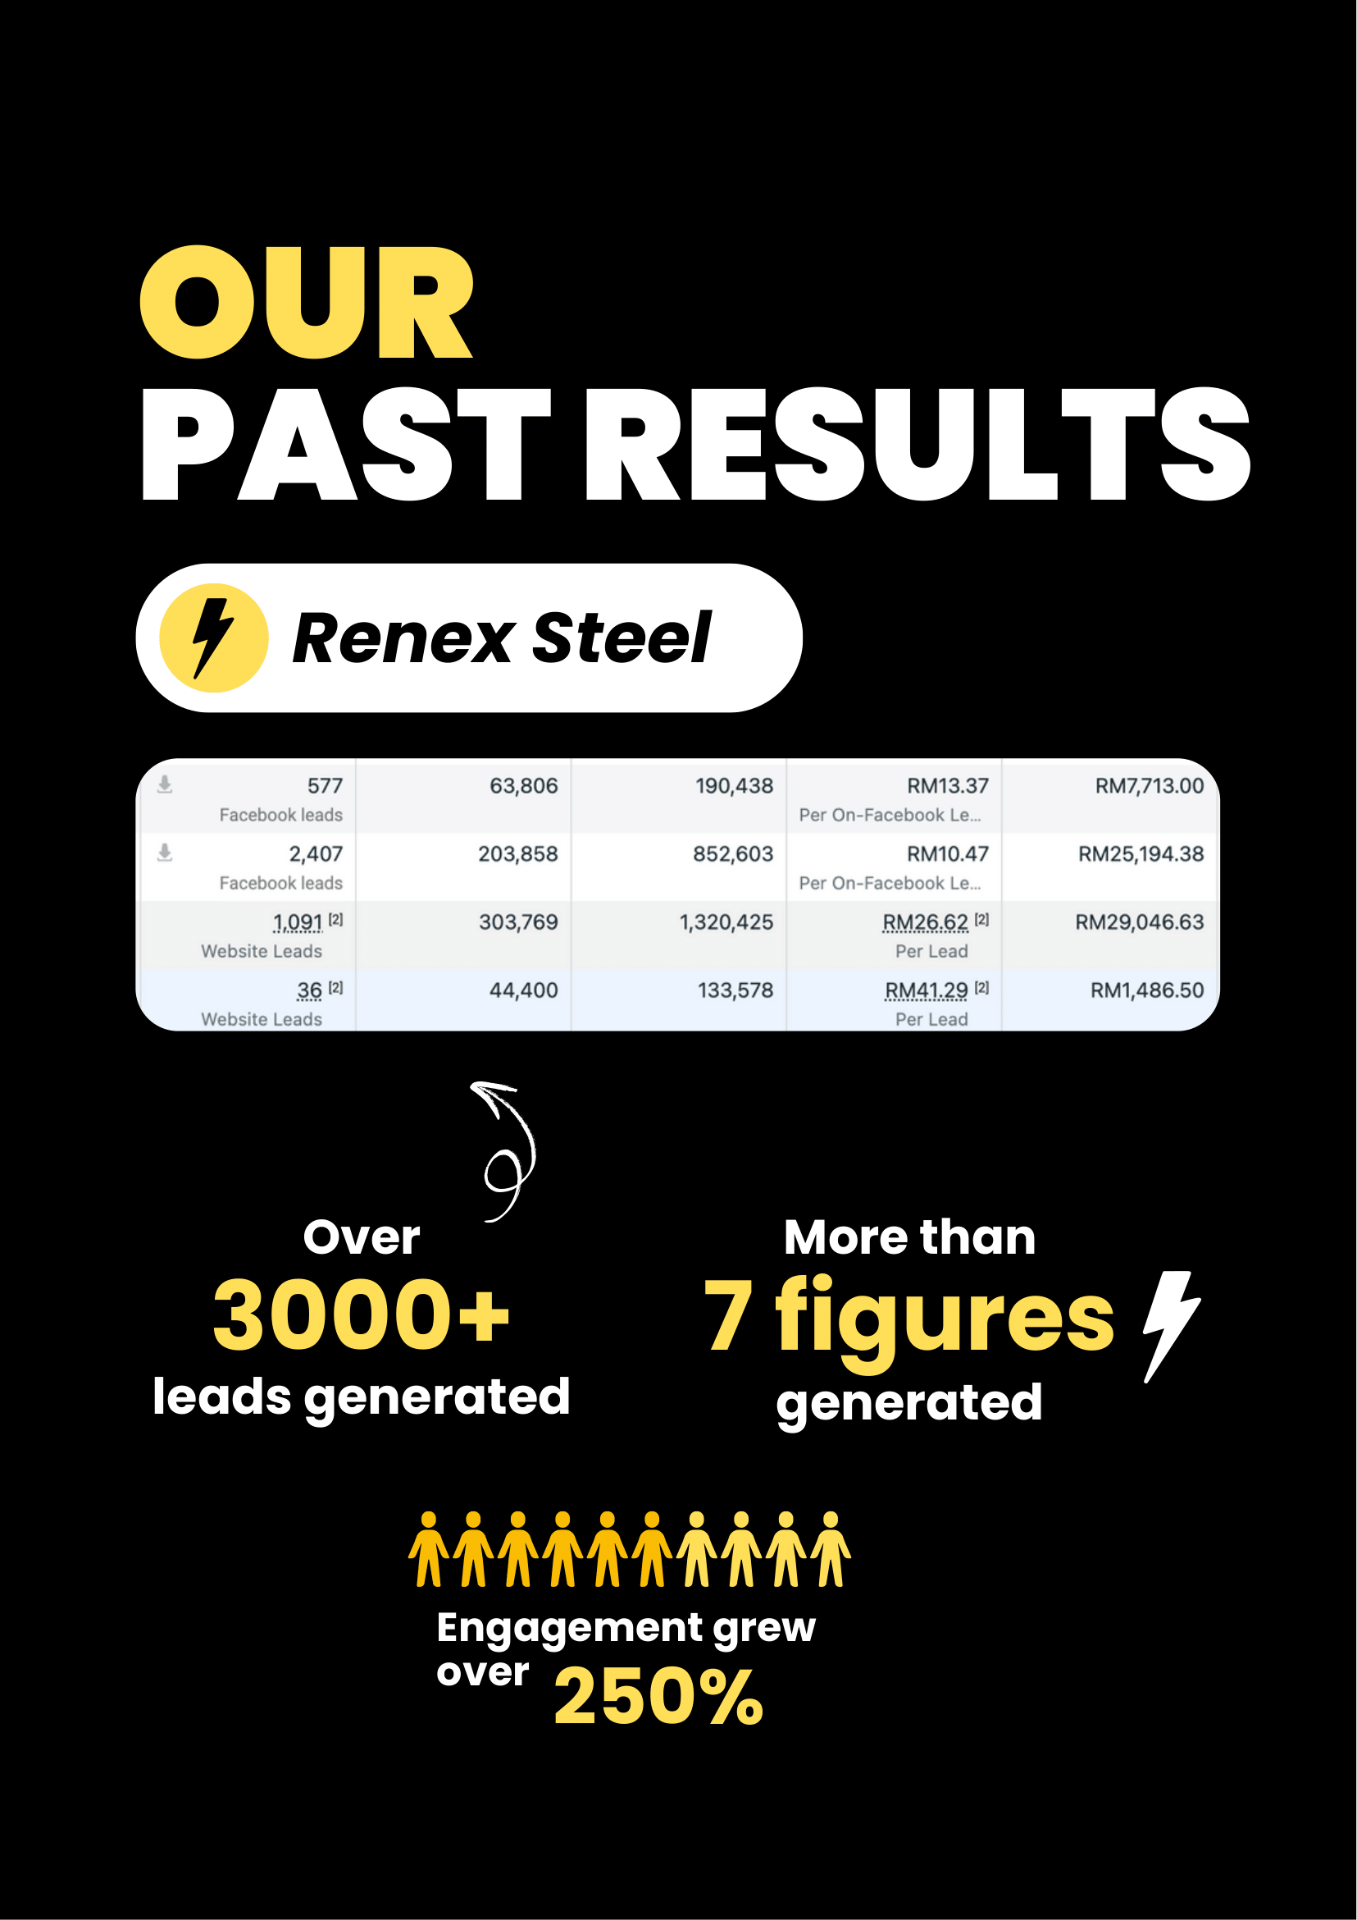 OUR
PAST RESULTS
Renex Steel
577 63,806 190,438 RM13.37 RM7,713.00
Facebook leads Per On-Facebook Le...
2,407 203,858 852,603 RM10.47 RM25,194.38
Facebook leads Per On-Facebook Le...
1,091 [2] 303,769 1,320,425 RM26.62 [2] RM29,046.63
Website Leads Per Lead
36 [2] 44,400 133,578 RM41.29 [2] RM1,486.50
Website Leads Per Lead
Over
3000+
leads generated
More than
7 figures
generated
Engagement grew
over 250%